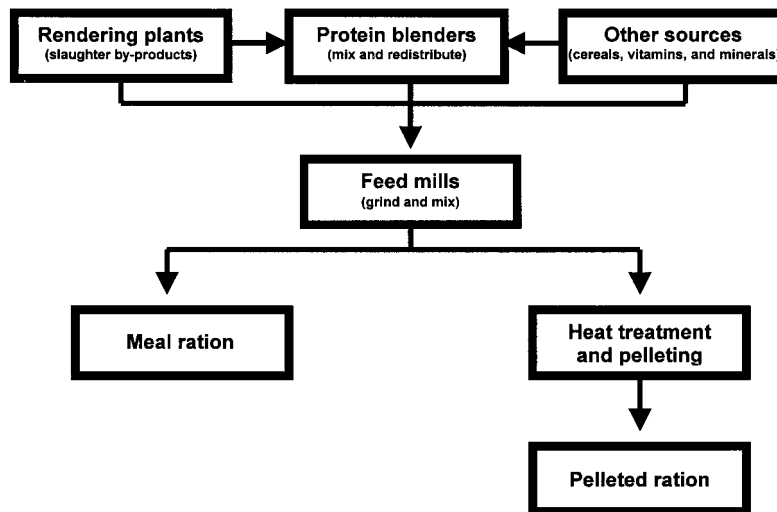 Rendering plants
(slaughter by-products)
Protein blenders
(mix and redistribute)
Other sources
(cereals, vitamins, and minerals)
Feed mills
(grind and mix)
Meal ration
Heat treatment
and pelleting
Pelleted ration